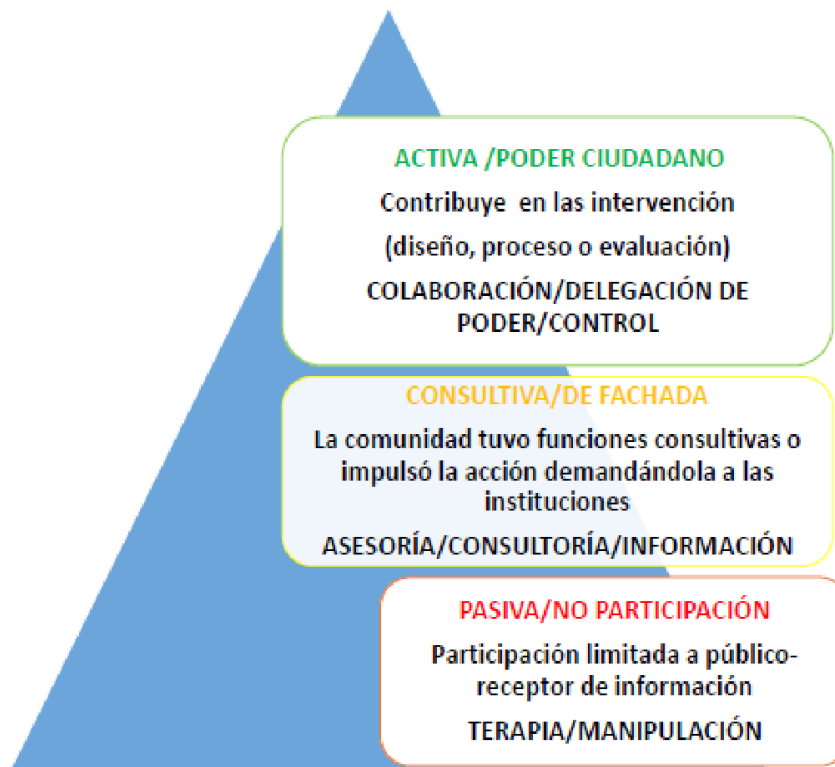 ACTIVA /PODER CIUDADANO
Contribuye en las intervención
(diseño, proceso o evaluación)
COLABORACIÓN/DELEGACIÓN DE
PODER/CONTROL
CONSULTIVA/DE FACHADA
La comunidad tuvo funciones consultivas o
impulsó la acción demandándola a las
instituciones
ASESORÍA/CONSULTORÍA/INFORMACIÓN
PASIVA/NO PARTICIPACIÓN
Participación limitada a público-
receptor de información
TERAPIA/MANIPULACIÓN